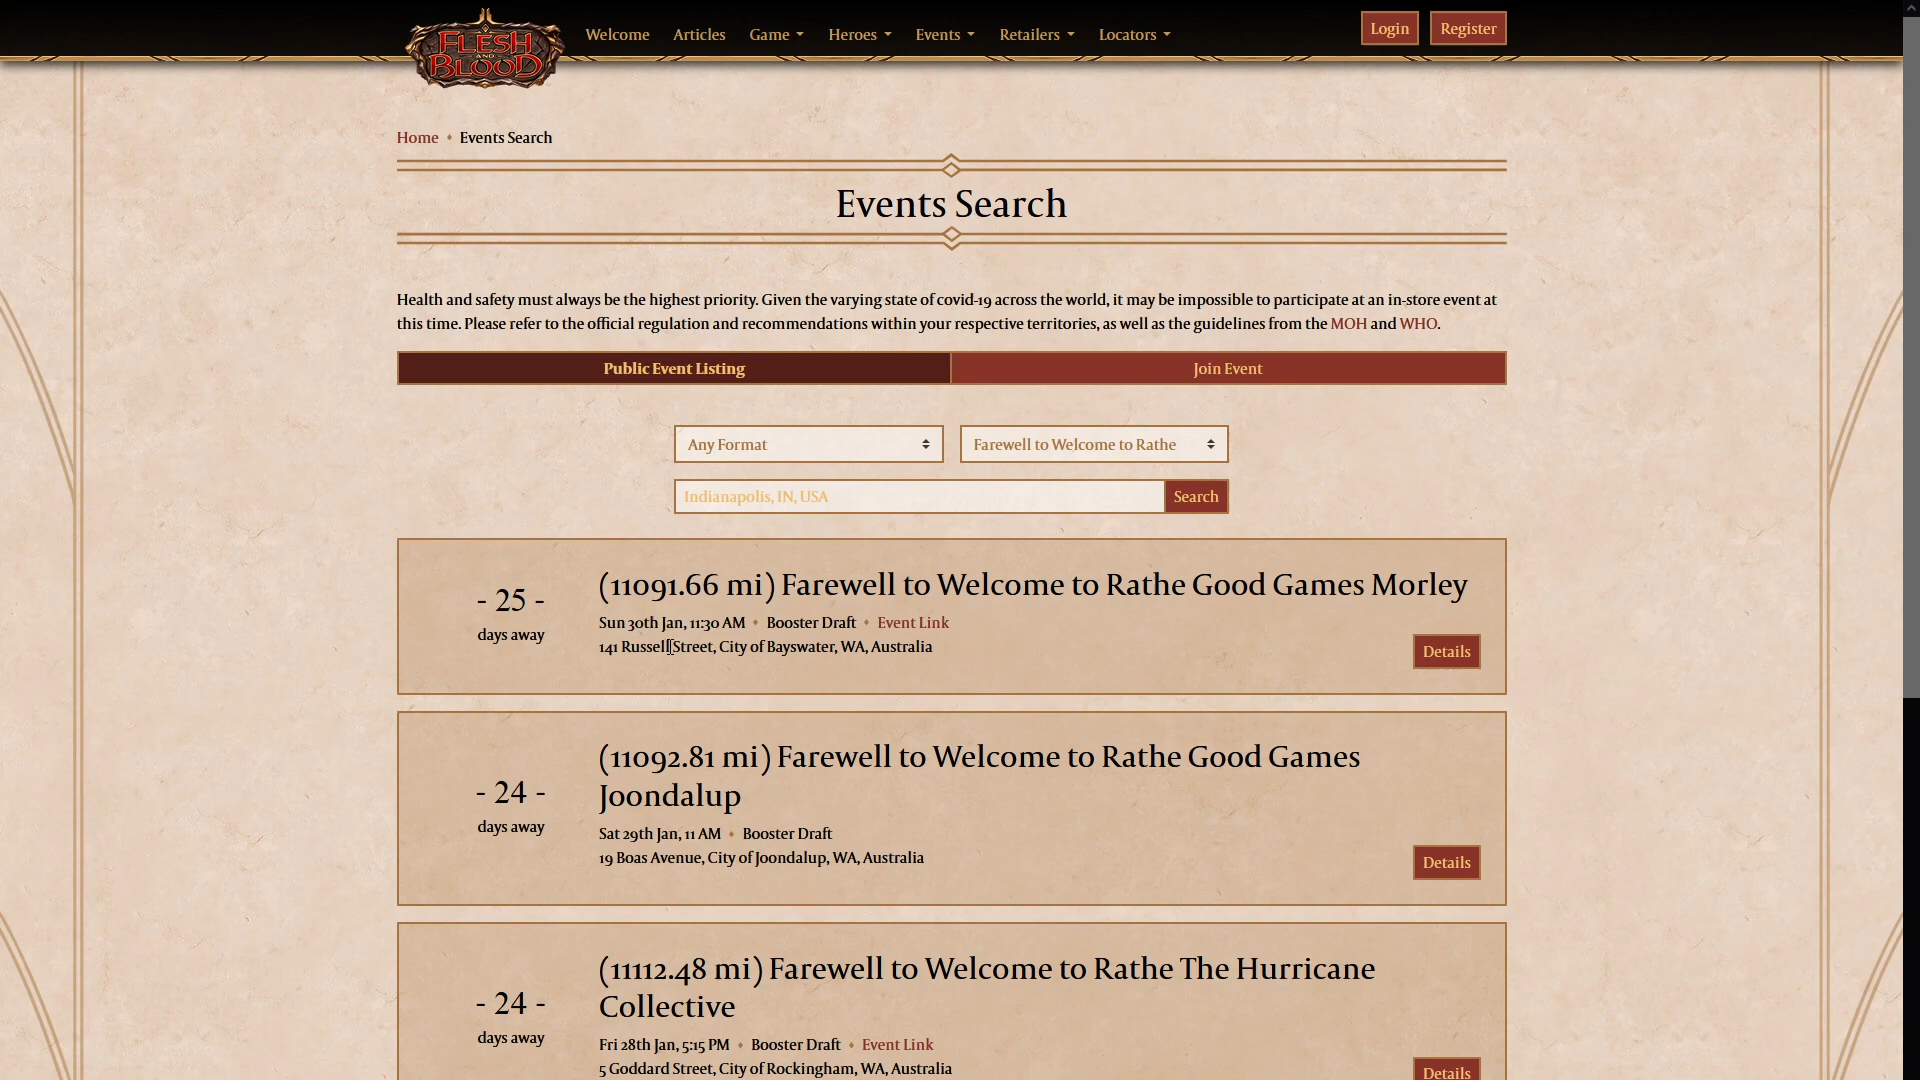 FLESH
AND
BLOOD
Welcome
Articles
Game
Heroes
Events
Retailers
Locators
Login
Register
Home ♦ Events Search
Events Search
Health and safety must always be the highest priority. Given the varying state of covid-19 across the world, it may be impossible to participate at an in-store event at
this time. Please refer to the official regulation and recommendations within your respective territories, as well as the guidelines from the MOH and WHO.
Public Event Listing
Join Event
Any Format
Farewell to Welcome to Rathe
Indianapolis, IN, USA
Search
- 25 -
days away
(11091.66 mi) Farewell to Welcome to Rathe Good Games Morley
Sun 30th Jan, 11:30 AM ♦ Booster Draft ♦ Event Link
141 Russell Street, City of Bayswater, WA, Australia
Details
- 24 -
days away
(11092.81 mi) Farewell to Welcome to Rathe Good Games
Joondalup
Sat 29th Jan, 11 AM ♦ Booster Draft
19 Boas Avenue, City of Joondalup, WA, Australia
Details
- 24 -
days away
(11112.48 mi) Farewell to Welcome to Rathe The Hurricane
Collective
Fri 28th Jan, 5:15 PM ♦ Booster Draft ♦ Event Link
5 Goddard Street, City of Rockingham, WA, Australia
Details